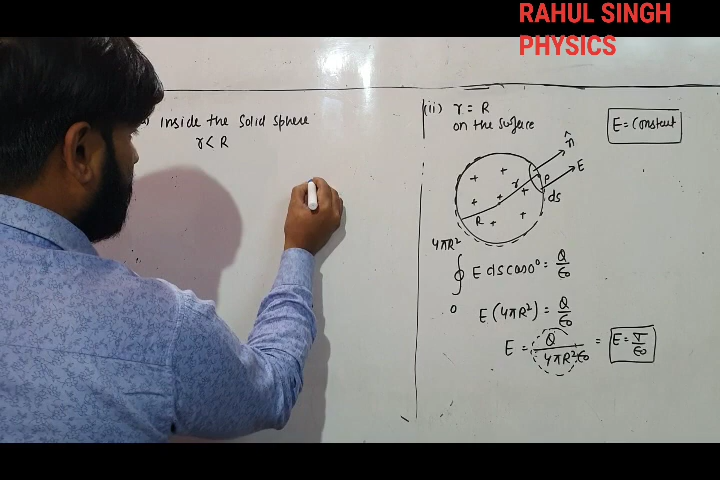 RAHUL SINGH
PHYSICS
) Inside the Solid sphere
r < R
(ii) r = R
on the Surface
E = Constant
n̂
E
P
r
ds
R
+ + + + + + +
4πR²
∮ E ds cos0° = Q/ε0
0
E (4πR²) = Q/ε0
E = Q/4πR²ε0 = E = σ/ε0